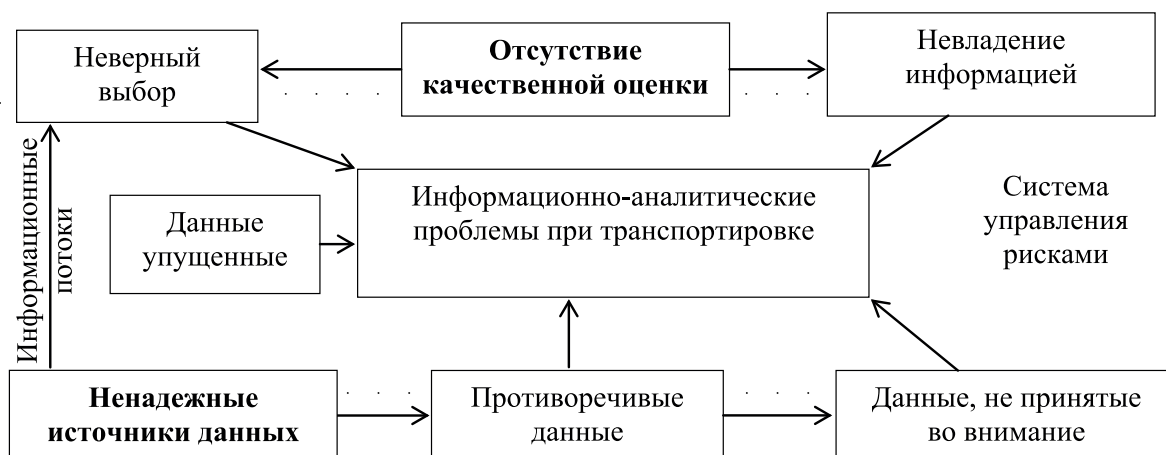 Неверный
выбор
Отсутствие
качественной оценки
Невладение
информацией
Информационные
потоки
Данные
упущенные
Информационно-аналитические
проблемы при транспортировке
Система
управления
рисками
Ненадежные
источники данных
Противоречивые
данные
Данные, не принятые
во внимание